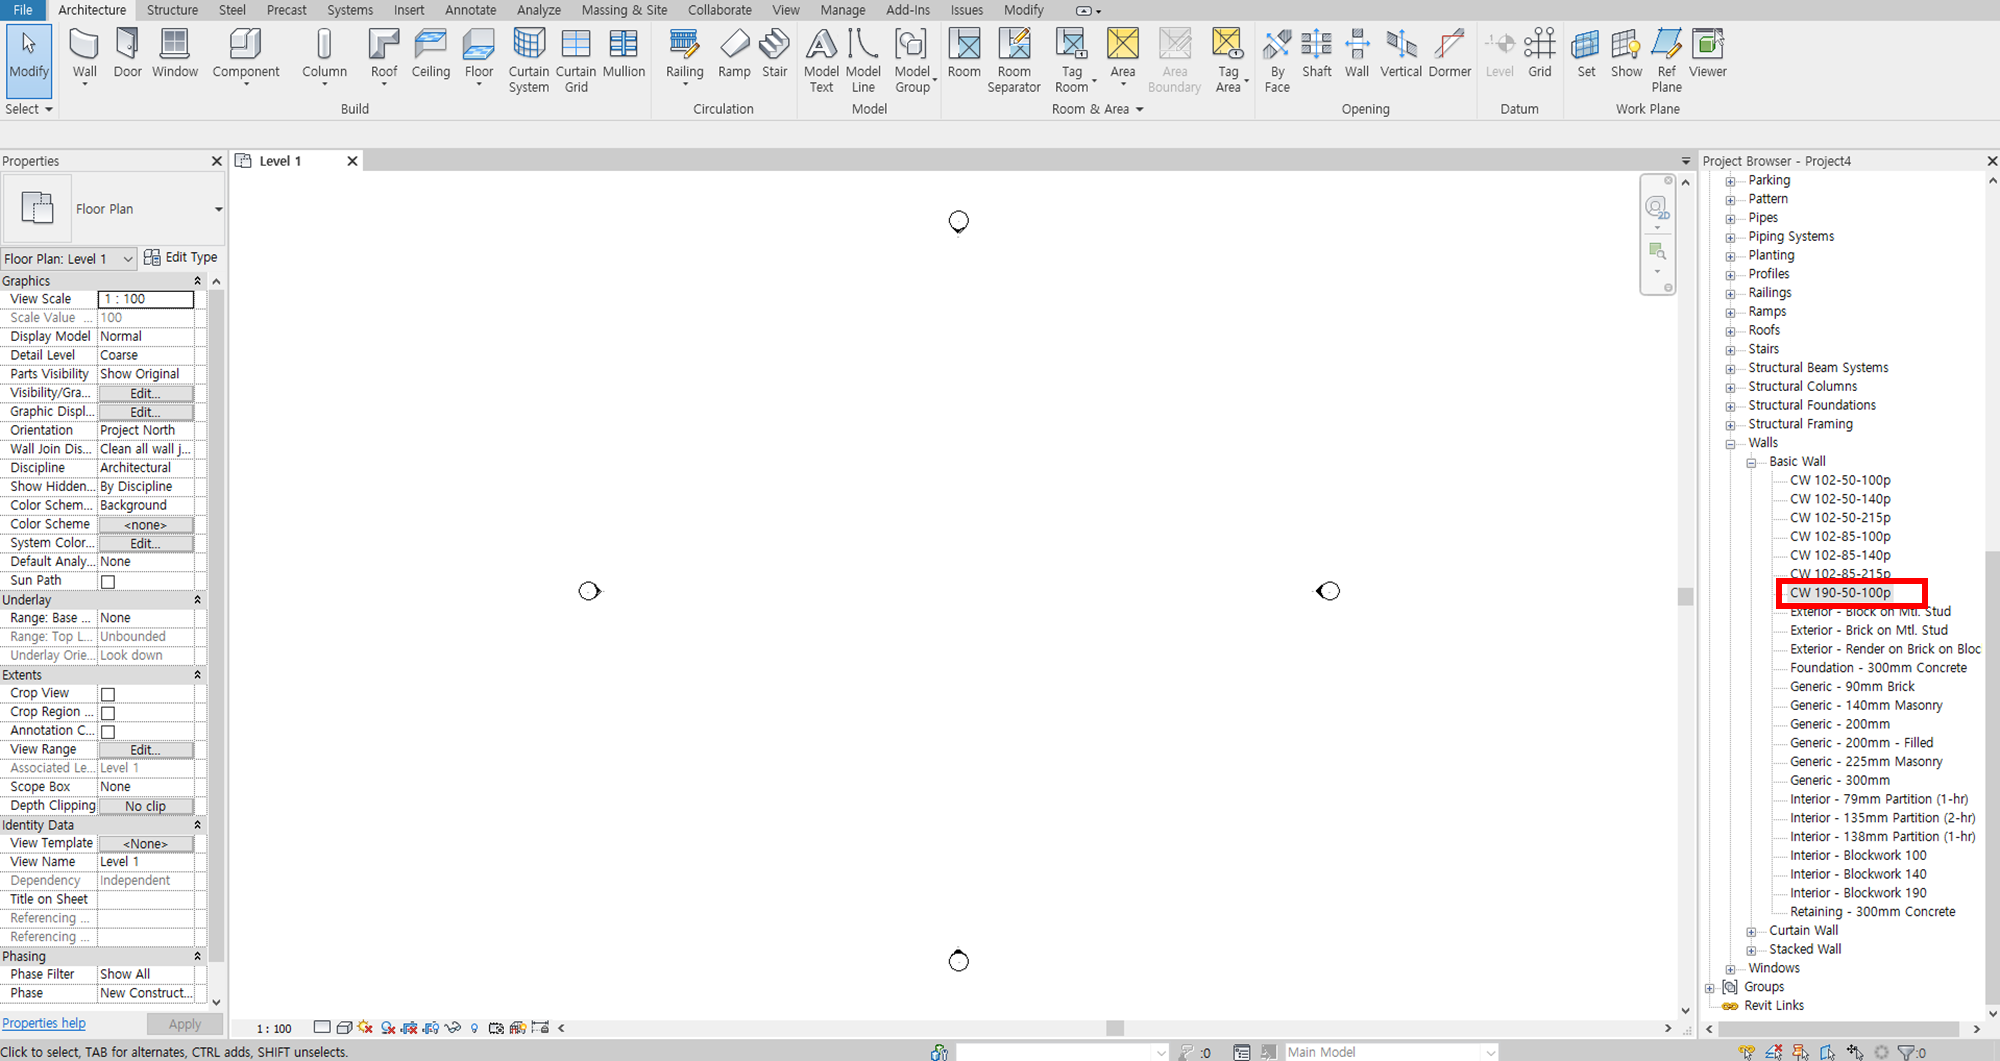 File Architecture Structure Steel Precast Systems Insert Annotate Analyze Massing & Site Collaborate View Manage Add-Ins Issues Modify
Modify Wall Door Window Component Column Roof Ceiling Floor Curtain System Curtain Grid Mullion Railing Ramp Stair Model Text Model Line Model Group Room Room Separator Tag Room Area Area Boundary Tag Area By Face Shaft Wall Vertical Dormer Level Grid Set Show Ref Plane Viewer
Select Build Circulation Model Room & Area Opening Datum Work Plane
Properties
Floor Plan
Floor Plan: Level 1 Edit Type
Graphics
View Scale 1 : 100
Scale Value ... 100
Display Model Normal
Detail Level Coarse
Parts Visibility Show Original
Visibility/Gra... Edit...
Graphic Displ... Edit...
Orientation Project North
Wall Join Dis... Clean all wall j...
Discipline Architectural
Show Hidden... By Discipline
Color Schem... Background
Color Scheme <none>
System Color... Edit...
Default Analy... None
Sun Path
Underlay
Range: Base ... None
Range: Top L... Unbounded
Underlay Orie... Look down
Extents
Crop View
Crop Region ...
Annotation C...
View Range Edit...
Associated Le... Level 1
Scope Box None
Depth Clipping No clip
Identity Data
View Template <None>
View Name Level 1
Dependency Independent
Title on Sheet
Referencing ...
Referencing ...
Phasing
Phase Filter Show All
Phase New Construct...
Properties help Apply
Level 1
2D
1 : 100
Project Browser - Project4
Parking
Pattern
Pipes
Piping Systems
Planting
Profiles
Railings
Ramps
Roofs
Stairs
Structural Beam Systems
Structural Columns
Structural Foundations
Structural Framing
Walls
Basic Wall
CW 102-50-100p
CW 102-50-140p
CW 102-50-215p
CW 102-85-100p
CW 102-85-140p
CW 102-85-215p
CW 190-50-100p
Exterior - Block on Mtl. Stud
Exterior - Brick on Mtl. Stud
Exterior - Render on Brick on Bloc
Foundation - 300mm Concrete
Generic - 90mm Brick
Generic - 140mm Masonry
Generic - 200mm
Generic - 200mm - Filled
Generic - 225mm Masonry
Generic - 300mm
Interior - 79mm Partition (1-hr)
Interior - 135mm Partition (2-hr)
Interior - 138mm Partition (1-hr)
Interior - Blockwork 100
Interior - Blockwork 140
Interior - Blockwork 190
Retaining - 300mm Concrete
Curtain Wall
Stacked Wall
Windows
Groups
Revit Links
Click to select, TAB for alternates, CTRL adds, SHIFT unselects. :0 Main Model :0